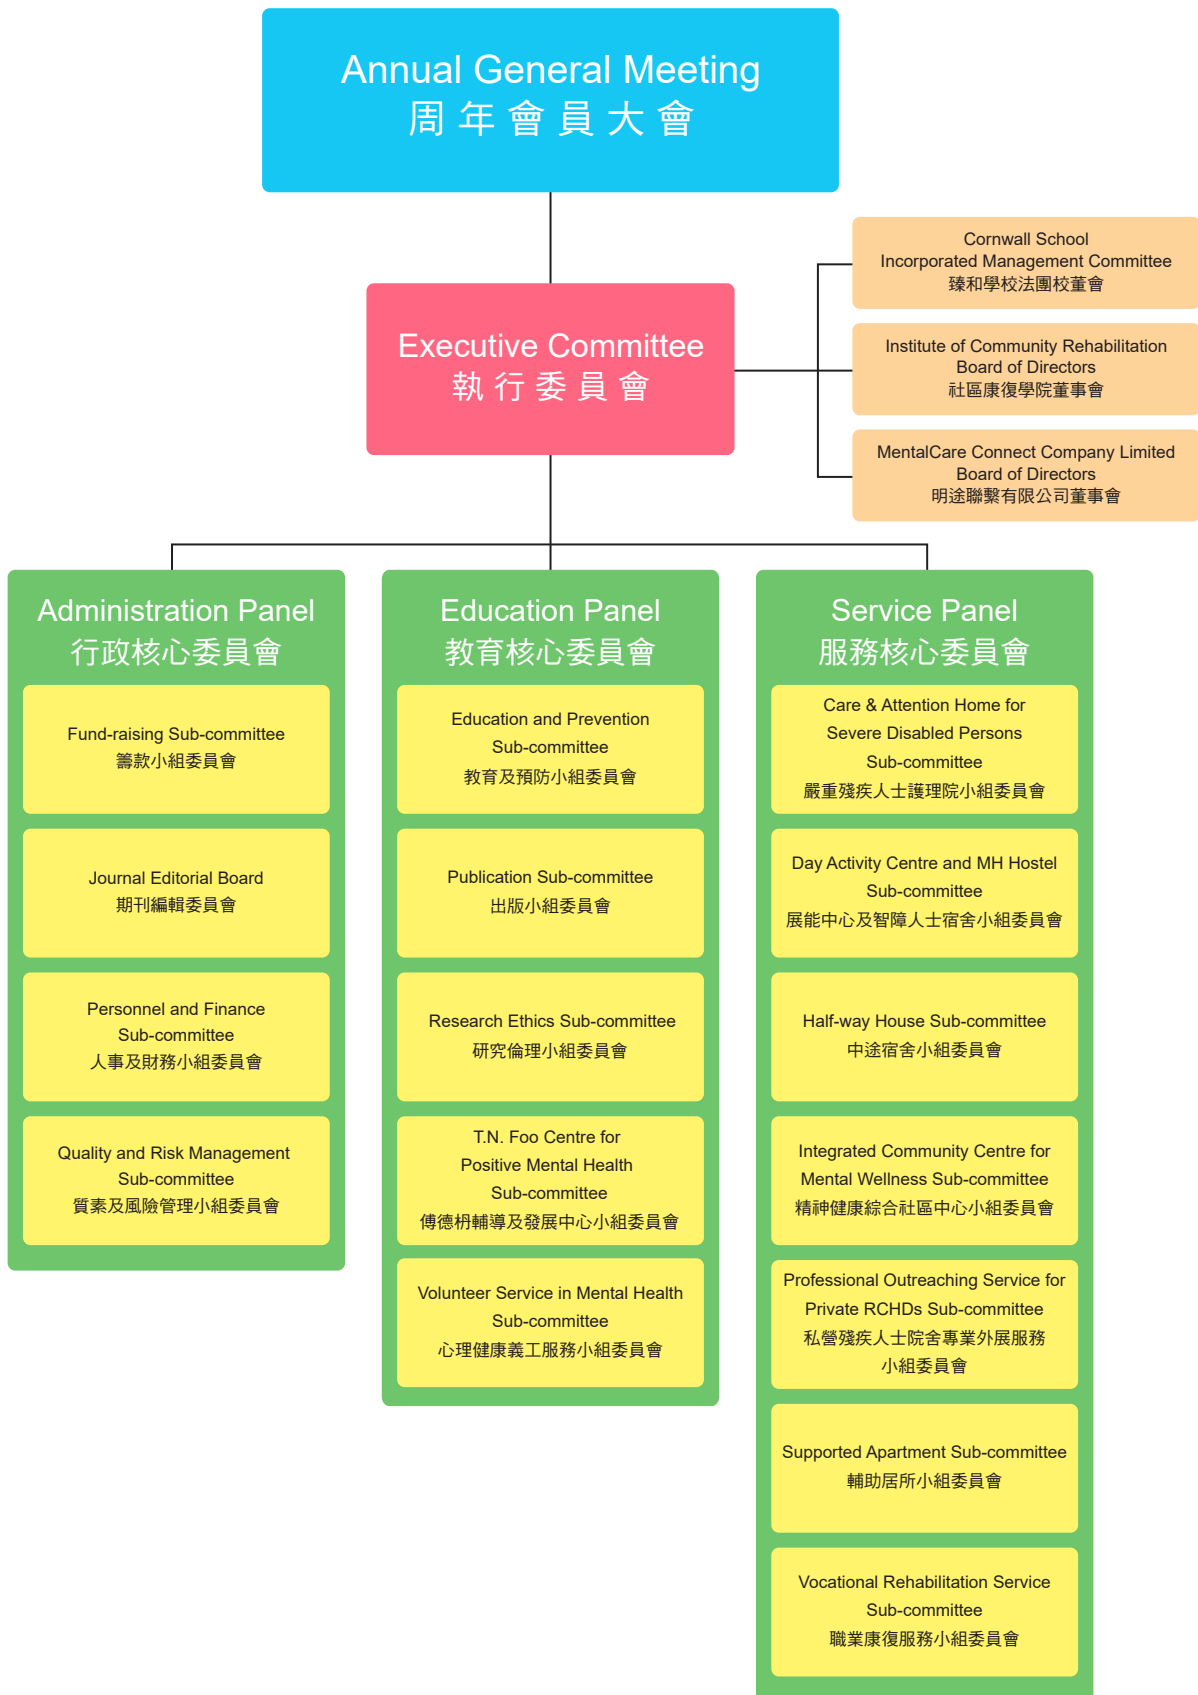 Annual General Meeting
周年會員大會
Cornwall School
Incorporated Management Committee
臻和學校法團校董會
Executive Committee
執行委員會
Institute of Community Rehabilitation
Board of Directors
社區康復學院董事會
MentalCare Connect Company Limited
Board of Directors
明途聯繫有限公司董事會
Administration Panel
行政核心委員會
Fund-raising Sub-committee
籌款小組委員會
Journal Editorial Board
期刊編輯委員會
Personnel and Finance
Sub-committee
人事及財務小組委員會
Quality and Risk Management
Sub-committee
質素及風險管理小組委員會
Education Panel
教育核心委員會
Education and Prevention
Sub-committee
教育及預防小組委員會
Publication Sub-committee
出版小組委員會
Research Ethics Sub-committee
研究倫理小組委員會
T.N. Foo Centre for
Positive Mental Health
Sub-committee
傅德枬輔導及發展中心小組委員會
Volunteer Service in Mental Health
Sub-committee
心理健康義工服務小組委員會
Service Panel
服務核心委員會
Care & Attention Home for
Severe Disabled Persons
Sub-committee
嚴重殘疾人士護理院小組委員會
Day Activity Centre and MH Hostel
Sub-committee
展能中心及智障人士宿舍小組委員會
Half-way House Sub-committee
中途宿舍小組委員會
Integrated Community Centre for
Mental Wellness Sub-committee
精神健康綜合社區中心小組委員會
Professional Outreaching Service for
Private RCHDs Sub-committee
私營殘疾人士院舍專業外展服務
小組委員會
Supported Apartment Sub-committee
輔助居所小組委員會
Vocational Rehabilitation Service
Sub-committee
職業康復服務小組委員會